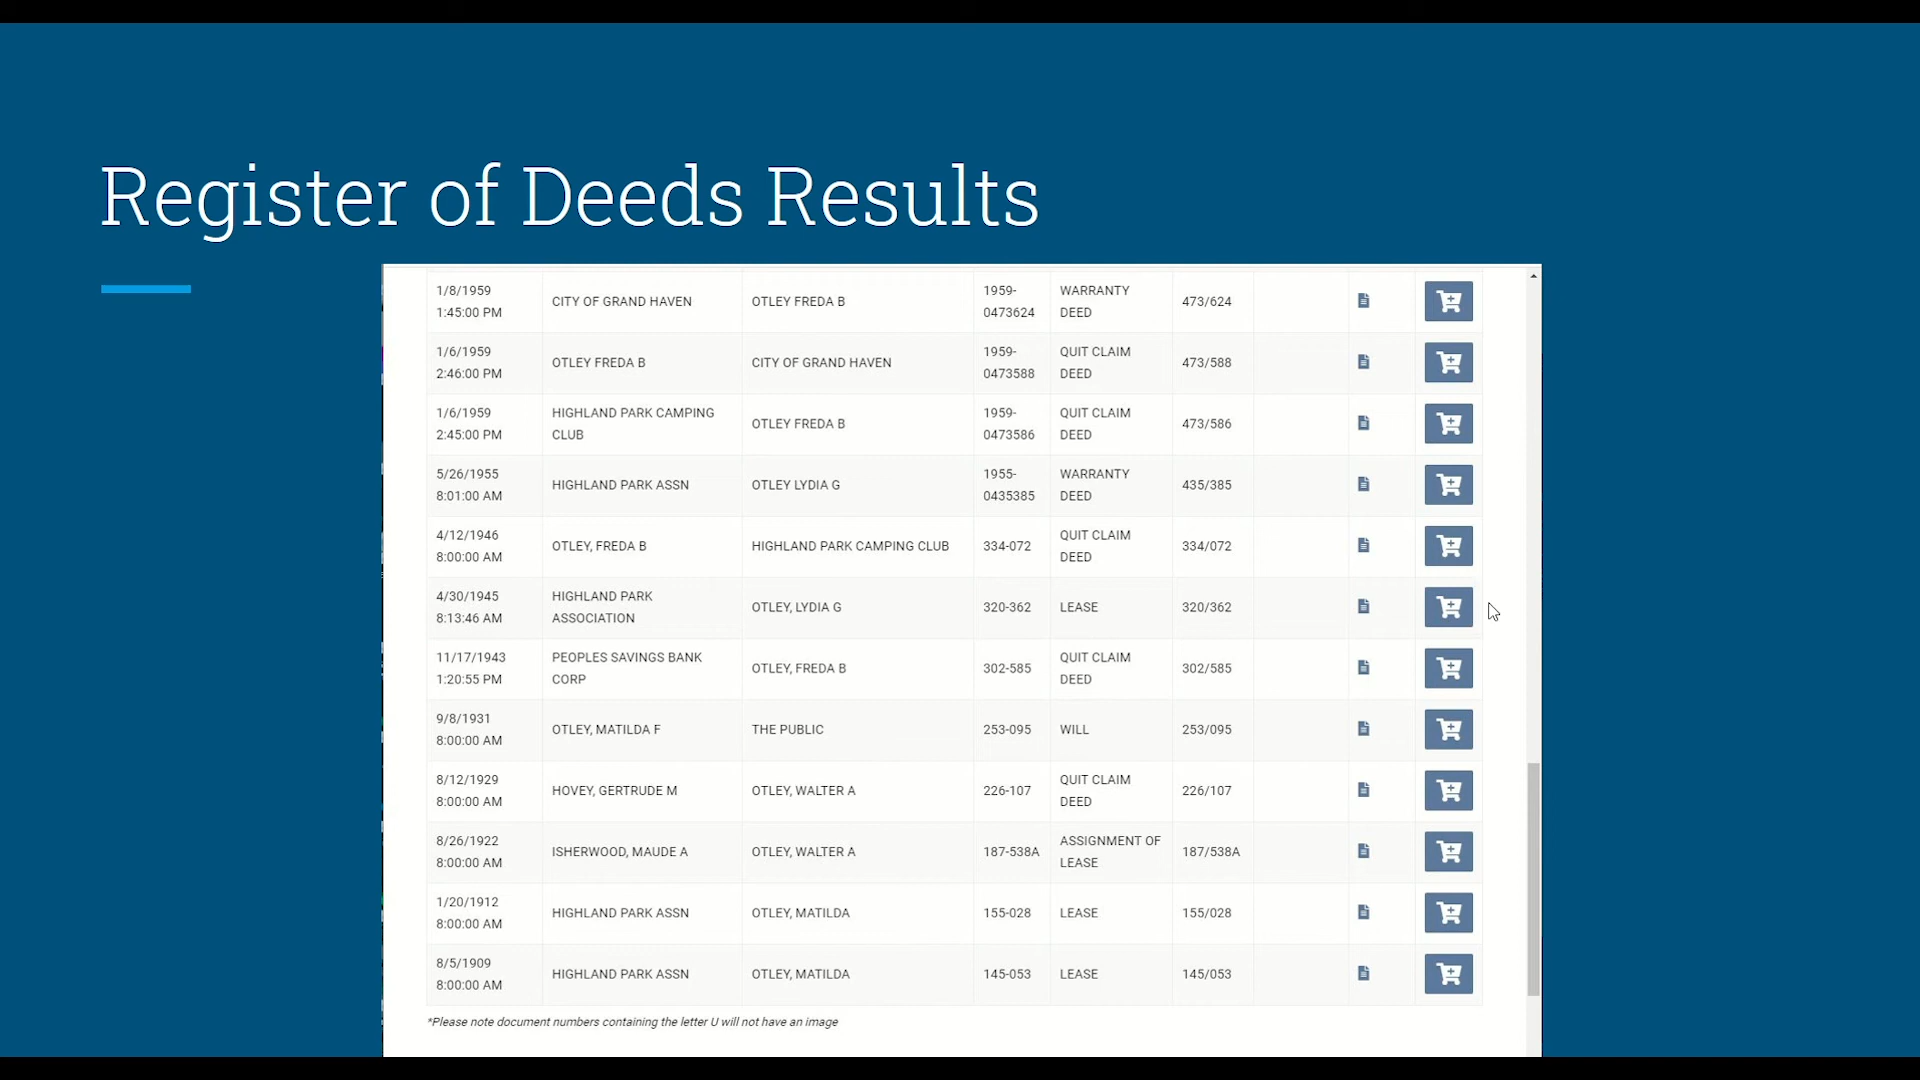 Register of Deeds Results
1/8/1959 1:45:00 PM CITY OF GRAND HAVEN OTLEY FREDA B 1959-0473624 WARRANTY DEED 473/624
1/6/1959 2:46:00 PM OTLEY FREDA B CITY OF GRAND HAVEN 1959-0473588 QUIT CLAIM DEED 473/588
1/6/1959 2:45:00 PM HIGHLAND PARK CAMPING CLUB OTLEY FREDA B 1959-0473586 QUIT CLAIM DEED 473/586
5/26/1955 8:01:00 AM HIGHLAND PARK ASSN OTLEY LYDIA G 1955-0435385 WARRANTY DEED 435/385
4/12/1946 8:00:00 AM OTLEY, FREDA B HIGHLAND PARK CAMPING CLUB 334-072 QUIT CLAIM DEED 334/072
4/30/1945 8:13:46 AM HIGHLAND PARK ASSOCIATION OTLEY, LYDIA G 320-362 LEASE 320/362
11/17/1943 1:20:55 PM PEOPLES SAVINGS BANK CORP OTLEY, FREDA B 302-585 QUIT CLAIM DEED 302/585
9/8/1931 8:00:00 AM OTLEY, MATILDA F THE PUBLIC 253-095 WILL 253/095
8/12/1929 8:00:00 AM HOVEY, GERTRUDE M OTLEY, WALTER A 226-107 QUIT CLAIM DEED 226/107
8/26/1922 8:00:00 AM ISHERWOOD, MAUDE A OTLEY, WALTER A 187-538A ASSIGNMENT OF LEASE 187/538A
1/20/1912 8:00:00 AM HIGHLAND PARK ASSN OTLEY, MATILDA 155-028 LEASE 155/028
8/5/1909 8:00:00 AM HIGHLAND PARK ASSN OTLEY, MATILDA 145-053 LEASE 145/053
*Please note document numbers containing the letter U will not have an image